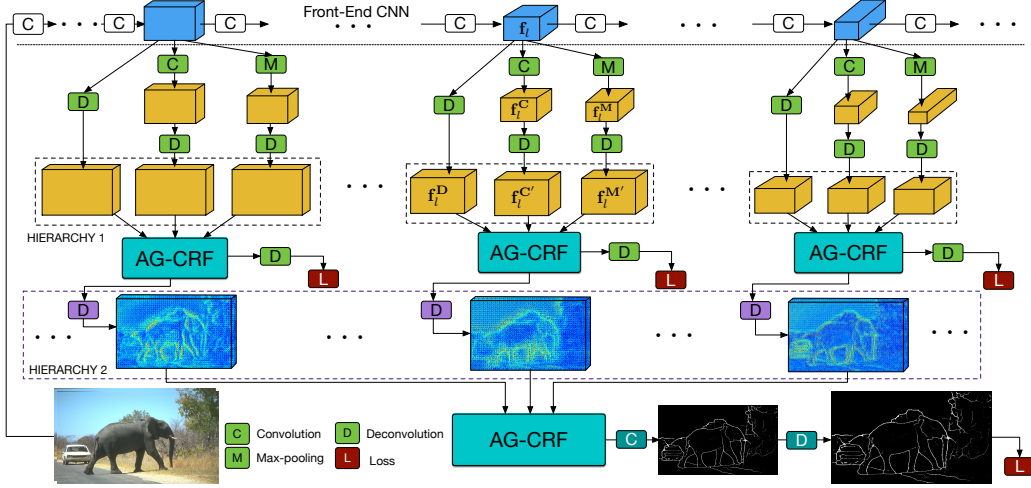 Front-End CNN
C . . . C C . . . C f_l C . . . C C . . .
C M C M C M
D D D
f_l^C f_l^M
D D D D D D
. . . f_l^D f_l^C' f_l^M' . . .
HIERARCHY 1
AG-CRF D AG-CRF D AG-CRF D
L L L
D D D
. . . . . . . . . . . .
HIERARCHY 2
C Convolution D Deconvolution
M Max-pooling L Loss
AG-CRF C D L